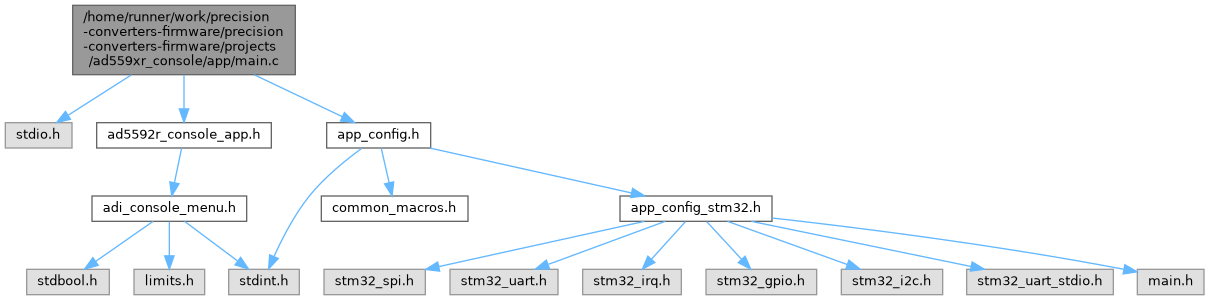 /home/runner/work/precision
-converters-firmware/precision
-converters-firmware/projects
/ad559xr_console/app/main.c
stdio.h
ad5592r_console_app.h
app_config.h
adi_console_menu.h
common_macros.h
app_config_stm32.h
stdbool.h
limits.h
stdint.h
stm32_spi.h
stm32_uart.h
stm32_irq.h
stm32_gpio.h
stm32_i2c.h
stm32_uart_stdio.h
main.h